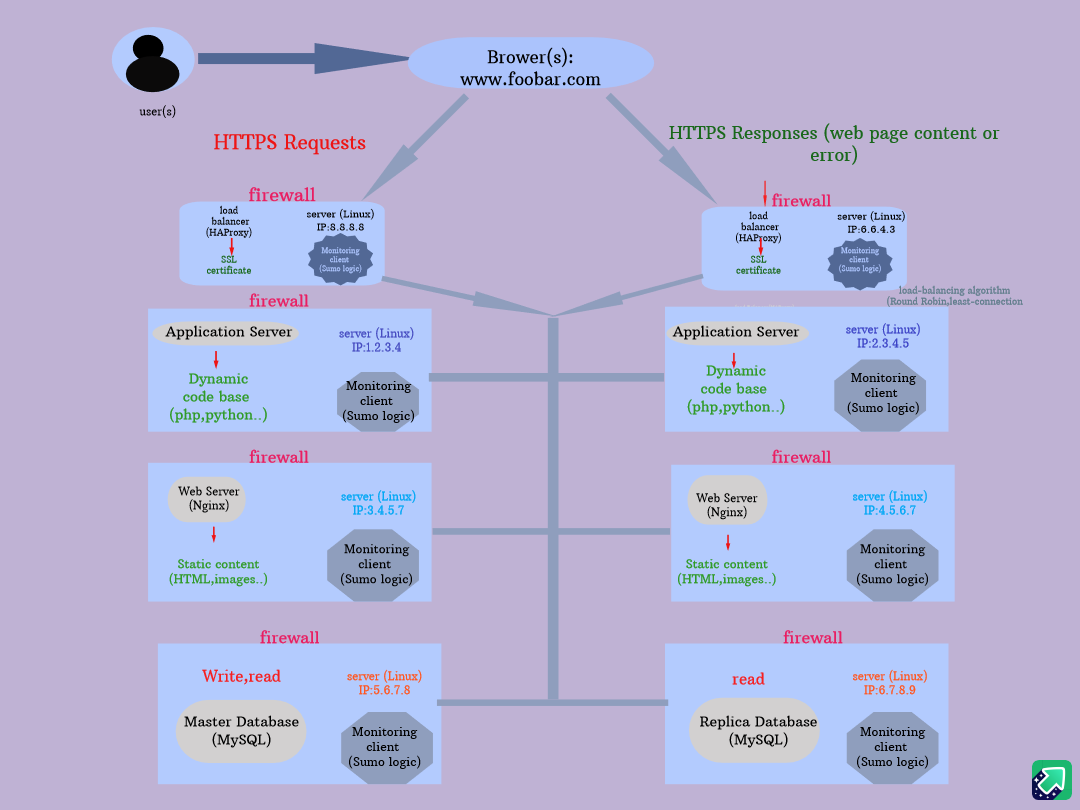 Brower(s):
www.foobar.com
user(s)
HTTPS Requests
HTTPS Responses (web page content or
error)
firewall
load
balancer
(HAProxy)
SSL
certificate
server (Linux)
IP:8.8.8.8
Monitoring
client
(Sumo logic)
firewall
load
balancer
(HAProxy)
SSL
certificate
server (Linux)
IP:6.6.4.3
Monitoring
client
(Sumo logic)
load-balancing algorithm
(Round Robin,least-connection
firewall
Application Server
Dynamic
code base
(php,python..)
server (Linux)
IP:1.2.3.4
Monitoring
client
(Sumo logic)
Application Server
Dynamic
code base
(php,python..)
server (Linux)
IP:2.3.4.5
Monitoring
client
(Sumo logic)
firewall
Web Server
(Nginx)
Static content
(HTML,images..)
server (Linux)
IP:3.4.5.7
Monitoring
client
(Sumo logic)
firewall
Web Server
(Nginx)
Static content
(HTML,images..)
server (Linux)
IP:4.5.6.7
Monitoring
client
(Sumo logic)
firewall
Write,read
Master Database
(MySQL)
server (Linux)
IP:5.6.7.8
Monitoring
client
(Sumo logic)
firewall
read
Replica Database
(MySQL)
server (Linux)
IP:6.7.8.9
Monitoring
client
(Sumo logic)